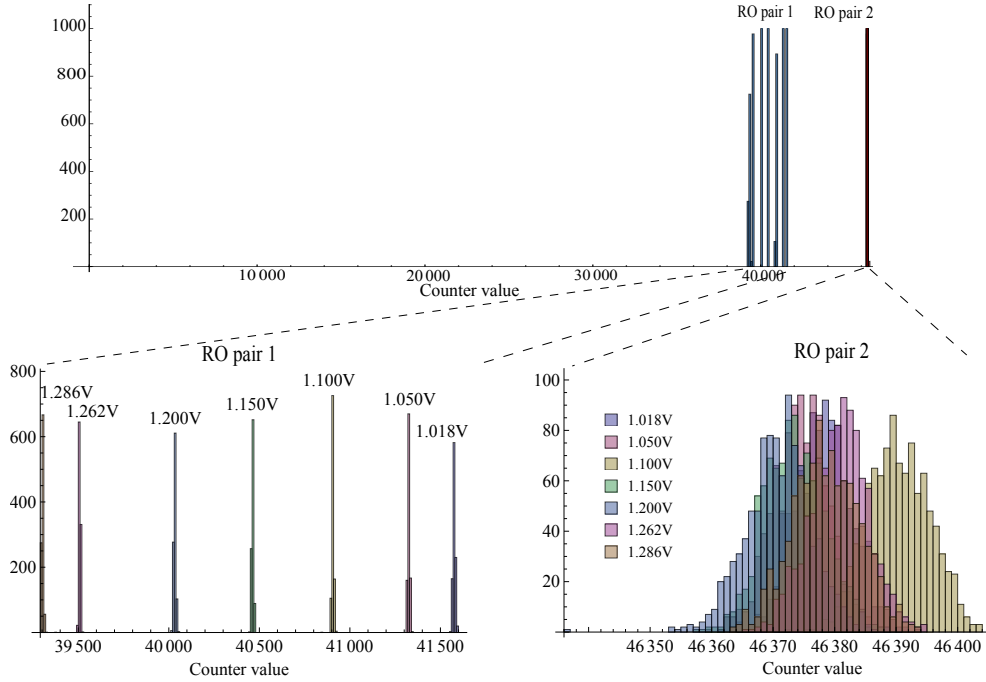 RO pair 1 RO pair 2
1000
800
600
400
200
10 000 20 000 30 000 40 000
Counter value
RO pair 1
800
600
400
200
1.286V
1.262V
1.200V
1.150V
1.100V
1.050V
1.018V
39 500 40 000 40 500 41 000 41 500
Counter value
RO pair 2
100
80
60
40
20
1.018V
1.050V
1.100V
1.150V
1.200V
1.262V
1.286V
46 350 46 360 46 370 46 380 46 390 46 400
Counter value